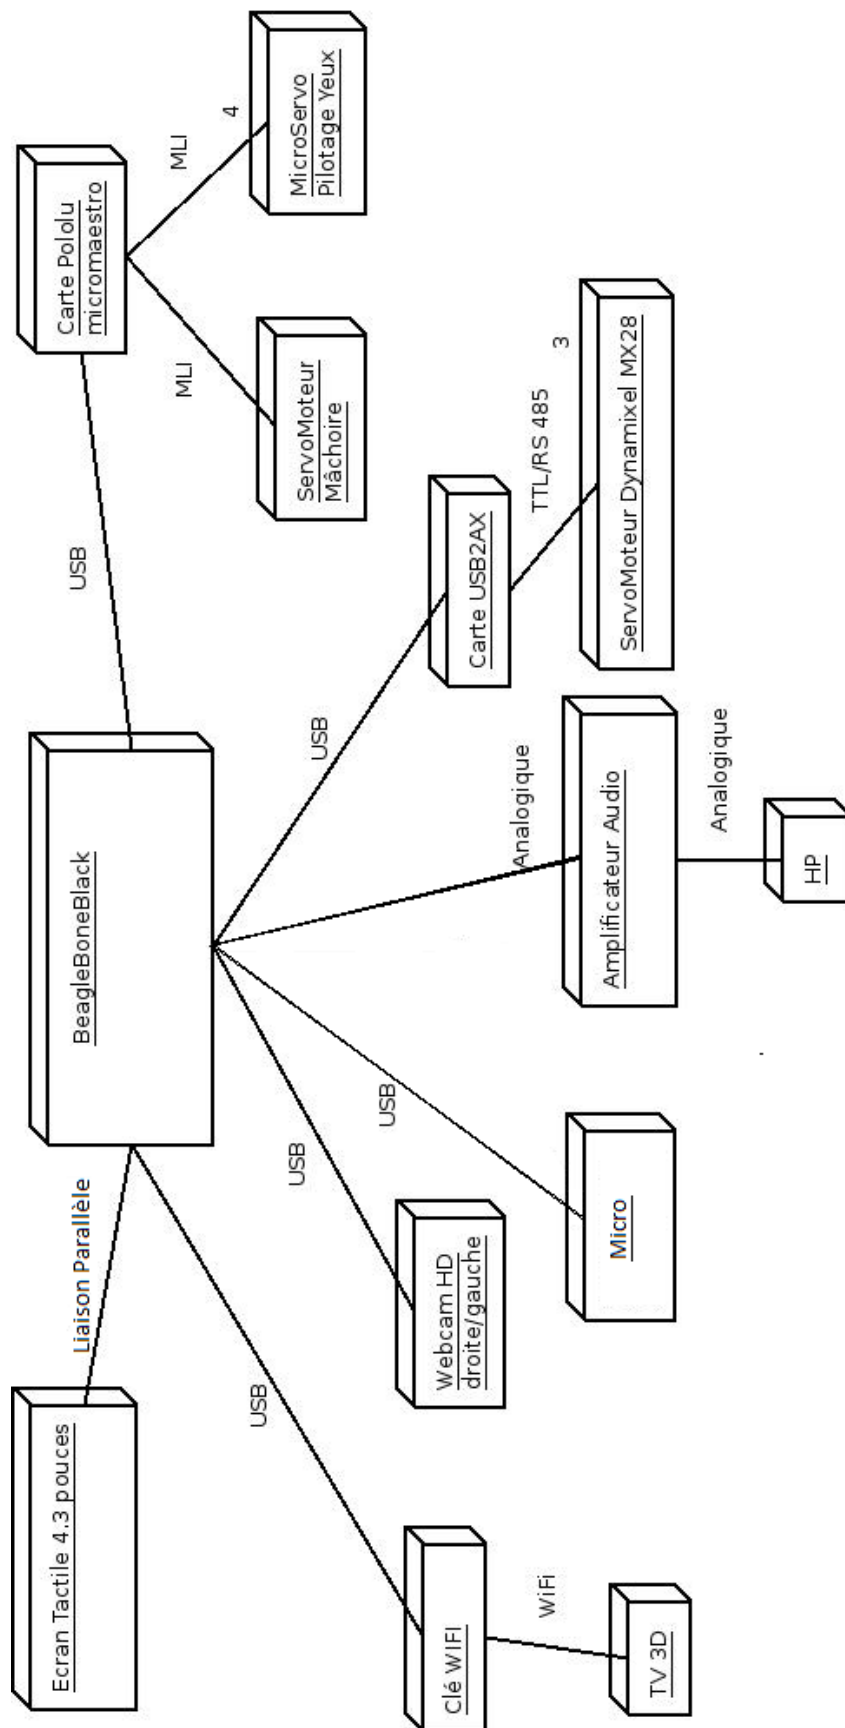 Ecran Tactile 4.3 pouces
Liaison Parallèle
BeagleBoneBlack
USB
Carte Pololu
micromaestro
MLI
MLI
4
ServoMoteur
Mâchoire
MicroServo
Pilotage Yeux
USB
Clé WIFI
WiFi
TV 3D
USB
Webcam HD
droite/gauche
USB
Micro
Analogique
Amplificateur Audio
Analogique
HP
USB
Carte USB2AX
TTL/RS 485
3
ServoMoteur Dynamixel MX28